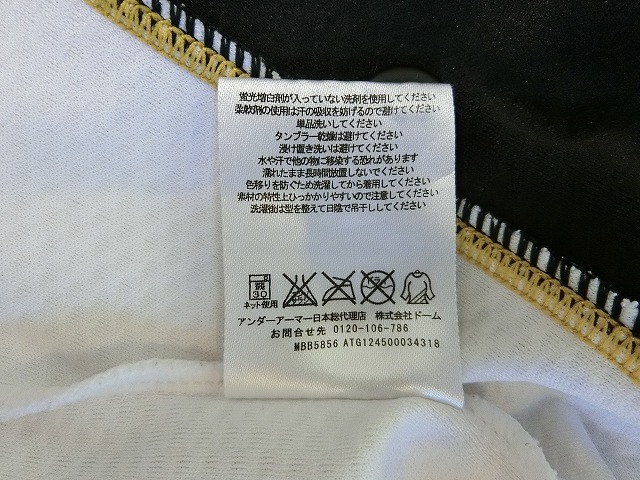 蛍光増白剤が入っていない洗剤を使用してください
柔軟剤の使用は汗の吸収を妨げるので避けてください
単品洗いしてください
タンブラー乾燥は避けてください
浸け置き洗いは避けてください
水や汗で他の物に移染する恐れがあります
濡れたまま長時間放置しないでください
色移りを防ぐため洗濯してから着用してください
素材の特性上ひっかかりやすいので注意してください
洗濯後は型を整えて日陰で吊干ししてください
弱
30
ネット使用
アンダーアーマー日本総代理店 株式会社ドーム
お問合せ先 0120-106-786
MBB5856 ATG124500034318